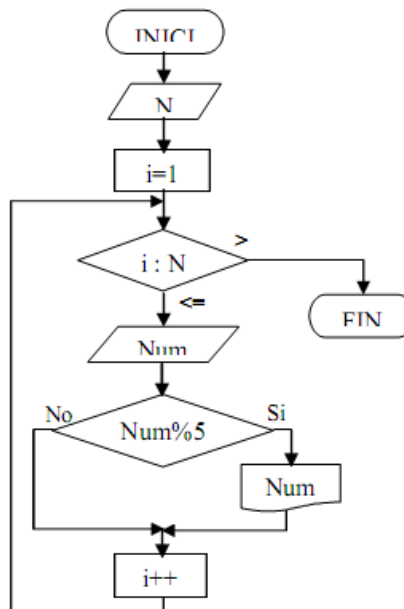 INICI
N
i=1
>
i : N
<=
FIN
Num
No
Si
Num%5
Num
i++